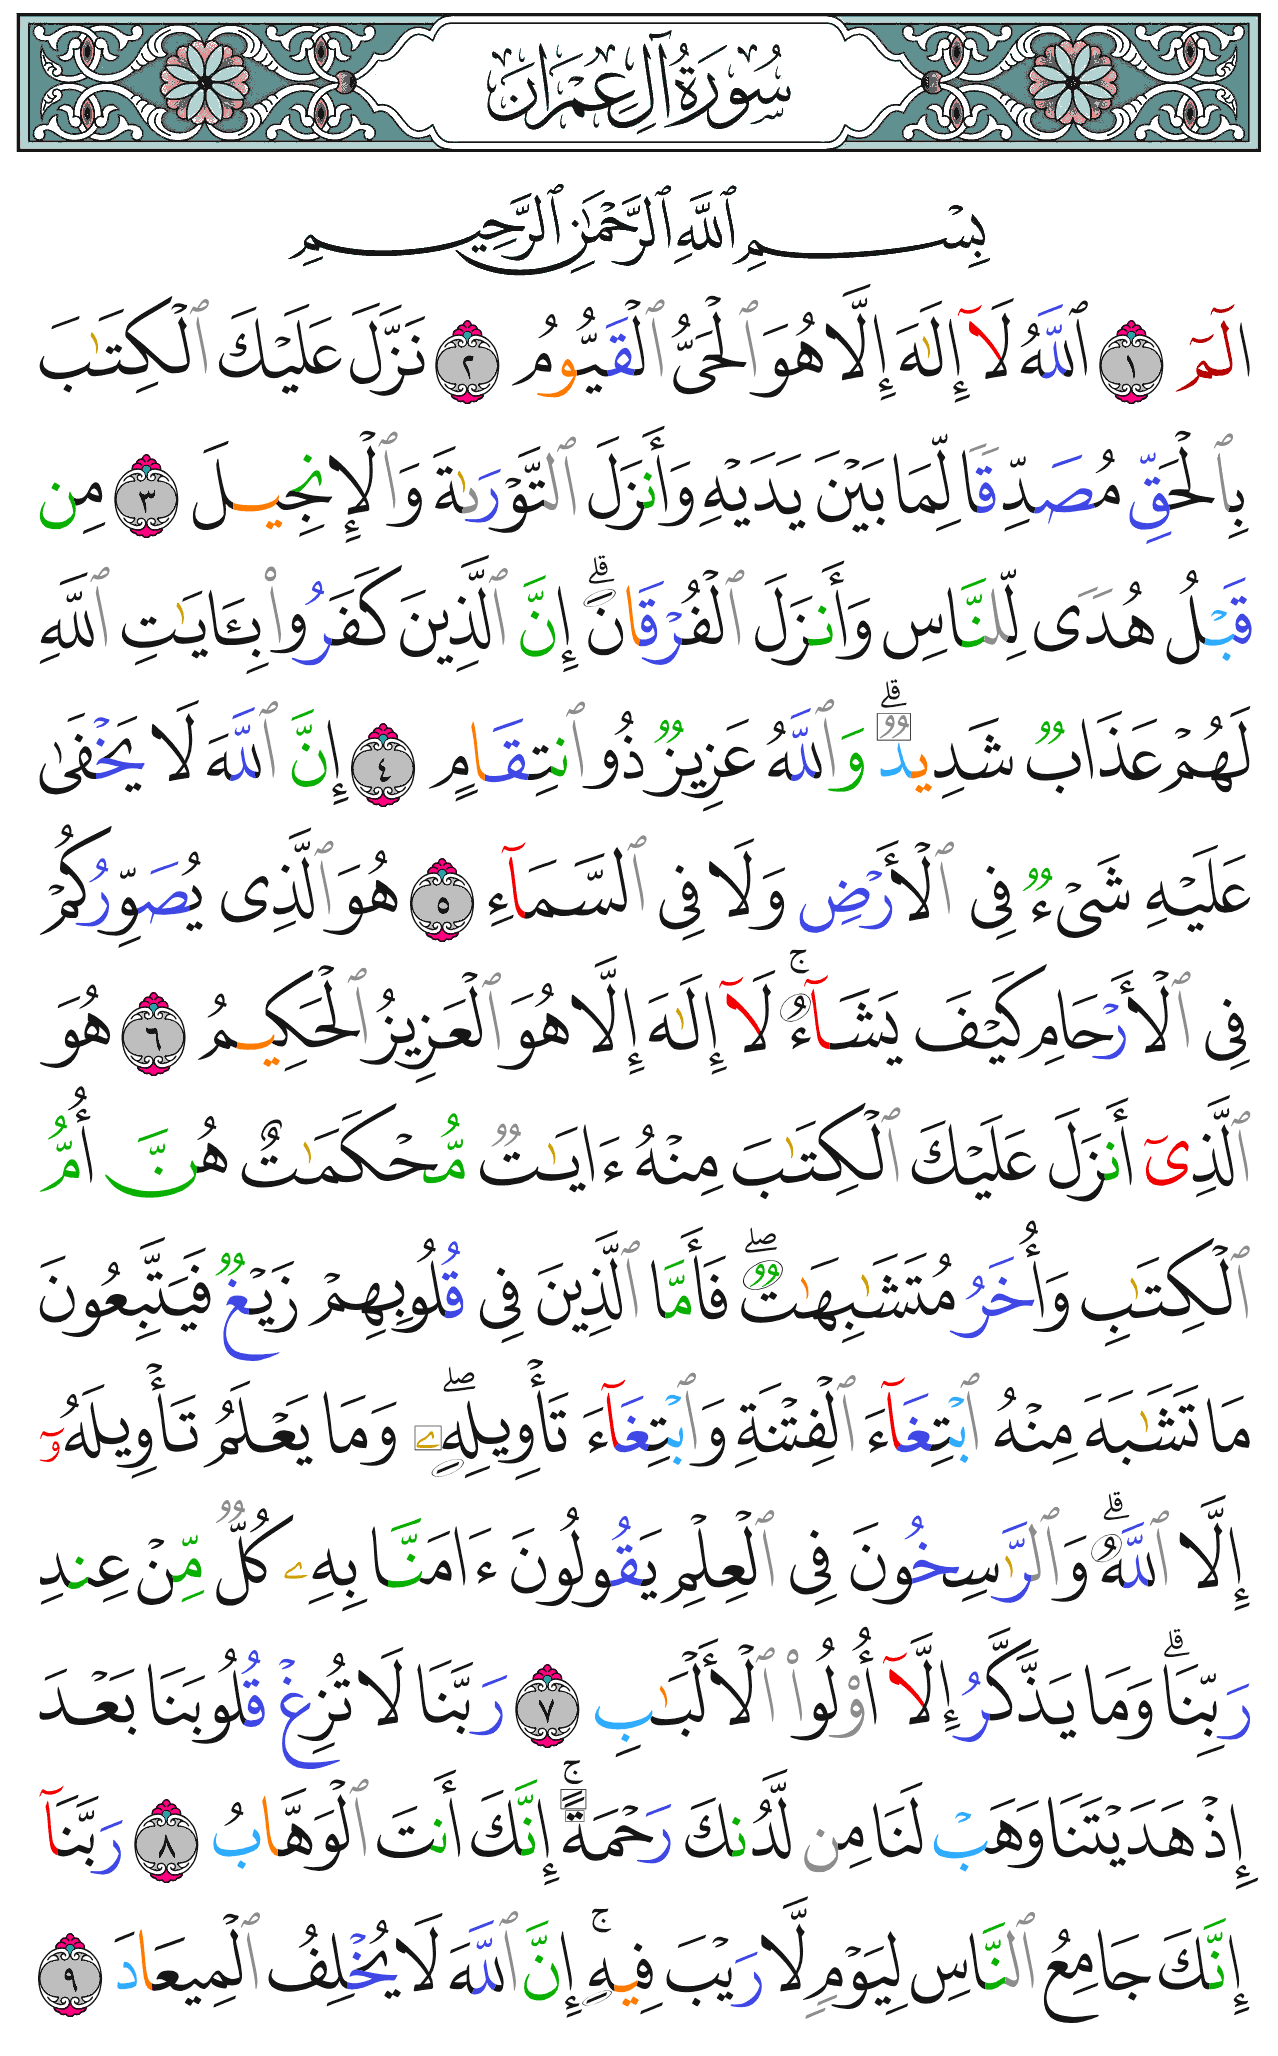 سُورَةُ آلِ عِمْرَانَ
بِسْمِ ٱللَّهِ ٱلرَّحْمَٰنِ ٱلرَّحِيمِ
الٓمٓ ١ ٱللَّهُ لَآ إِلَٰهَ إِلَّا هُوَ ٱلْحَىُّ ٱلْقَيُّومُ ٢ نَزَّلَ عَلَيْكَ ٱلْكِتَٰبَ
بِٱلْحَقِّ مُصَدِّقًا لِّمَا بَيْنَ يَدَيْهِ وَأَنزَلَ ٱلتَّوْرَىٰةَ وَٱلْإِنجِيلَ ٣ مِن
قَبْلُ هُدًى لِّلنَّاسِ وَأَنزَلَ ٱلْفُرْقَانَ ۗ إِنَّ ٱلَّذِينَ كَفَرُوا۟ بِـَٔايَٰتِ ٱللَّهِ
لَهُمْ عَذَابٌ شَدِيدٌ ۗ وَٱللَّهُ عَزِيزٌ ذُو ٱنتِقَامٍ ٤ إِنَّ ٱللَّهَ لَا يَخْفَىٰ
عَلَيْهِ شَىْءٌ فِى ٱلْأَرْضِ وَلَا فِى ٱلسَّمَآءِ ٥ هُوَ ٱلَّذِى يُصَوِّرُكُمْ
فِى ٱلْأَرْحَامِ كَيْفَ يَشَآءُ ۚ لَآ إِلَٰهَ إِلَّا هُوَ ٱلْعَزِيزُ ٱلْحَكِيمُ ٦ هُوَ
ٱلَّذِىٓ أَنزَلَ عَلَيْكَ ٱلْكِتَٰبَ مِنْهُ ءَايَٰتٌ مُّحْكَمَٰتٌ هُنَّ أُمُّ
ٱلْكِتَٰبِ وَأُخَرُ مُتَشَٰبِهَٰتٌ ۖ فَأَمَّا ٱلَّذِينَ فِى قُلُوبِهِمْ زَيْغٌ فَيَتَّبِعُونَ
مَا تَشَٰبَهَ مِنْهُ ٱبْتِغَآءَ ٱلْفِتْنَةِ وَٱبْتِغَآءَ تَأْوِيلِهِۦ ۖ وَمَا يَعْلَمُ تَأْوِيلَهُۥٓ
إِلَّا ٱللَّهُ ۗ وَٱلرَّٰسِخُونَ فِى ٱلْعِلْمِ يَقُولُونَ ءَامَنَّا بِهِۦ كُلٌّ مِّنْ عِندِ
رَبِّنَا ۗ وَمَا يَذَّكَّرُ إِلَّآ أُو۟لُوا۟ ٱلْأَلْبَٰبِ ٧ رَبَّنَا لَا تُزِغْ قُلُوبَنَا بَعْدَ
إِذْ هَدَيْتَنَا وَهَبْ لَنَا مِن لَّدُنكَ رَحْمَةً ۚ إِنَّكَ أَنتَ ٱلْوَهَّابُ ٨ رَبَّنَآ
إِنَّكَ جَامِعُ ٱلنَّاسِ لِيَوْمٍ لَّا رَيْبَ فِيهِ ۚ إِنَّ ٱللَّهَ لَا يُخْلِفُ ٱلْمِيعَادَ ٩